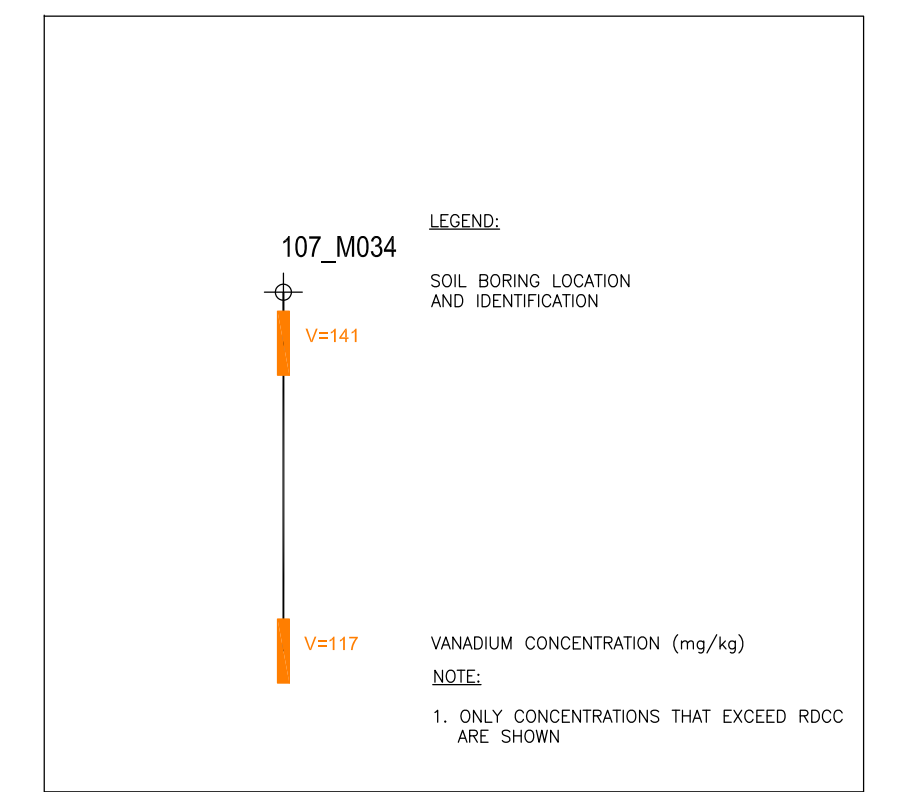 LEGEND:
107_M034
SOIL BORING LOCATION
AND IDENTIFICATION
V=141
V=117
VANADIUM CONCENTRATION (mg/kg)
NOTE:
1. ONLY CONCENTRATIONS THAT EXCEED RDCC
ARE SHOWN